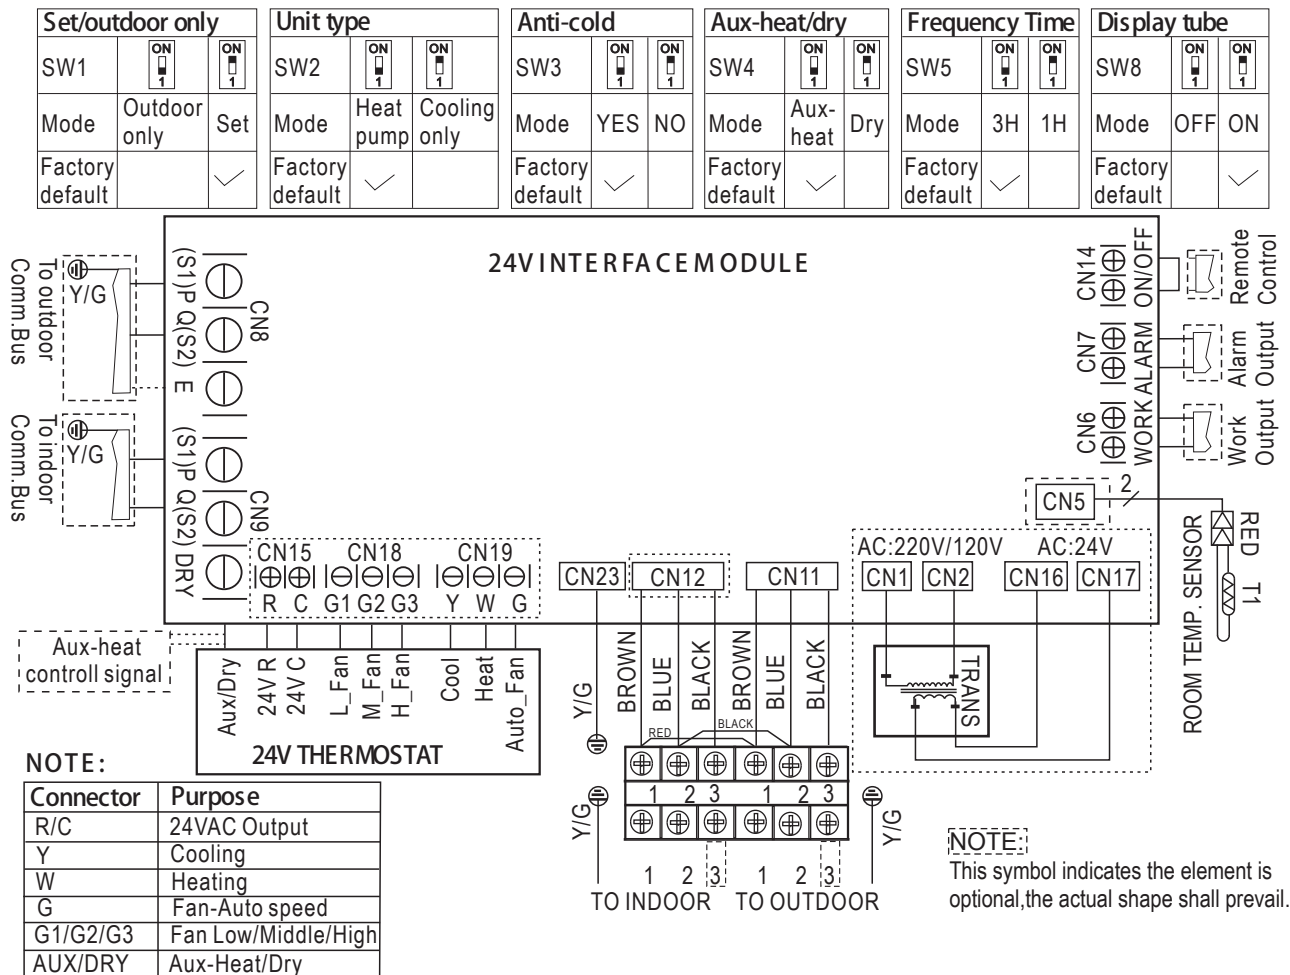 Set/outdoor only
SW1
ON
1
ON
1
Mode
Outdoor only
Set
Factory default
Unit type
SW2
ON
1
ON
1
Mode
Heat pump
Cooling only
Factory default
Anti-cold
SW3
ON
1
ON
1
Mode
YES
NO
Factory default
Aux-heat/dry
SW4
ON
1
ON
1
Mode
Aux-heat
Dry
Factory default
Frequency Time
SW5
ON
1
ON
1
Mode
3H
1H
Factory default
Display tube
SW8
ON
1
ON
1
Mode
OFF
ON
Factory default
24V INTERFACE MODULE
To outdoor
Comm.Bus
Y/G
(S1)P Q(S2) E
CN8
To indoor
Comm.Bus
Y/G
(S1)P Q(S2) DRY
CN9
CN14
ON/OFF
Remote
Control
CN7
ALARM
Alarm
Output
CN6
WORK
Work
Output
CN5
2
RED
T1
ROOM TEMP. SENSOR
CN15 CN18 CN19
R C G1 G2 G3 Y W G
CN23 CN12 CN11
AC:220V/120V AC:24V
CN1 CN2 CN16 CN17
TRANS
Aux-heat
controll signal
Aux/Dry
24V R
24V C
L_Fan
M_Fan
H_Fan
Cool
Heat
Auto_Fan
24V THERMOSTAT
Y/G
BROWN
BLUE
BLACK
BROWN
BLUE
BLACK
RED
BLACK
1 2 3 1 2 3
Y/G
Y/G
1 2 3 1 2 3
TO INDOOR TO OUTDOOR
NOTE:
Connector Purpose
R/C 24VAC Output
Y Cooling
W Heating
G Fan-Auto speed
G1/G2/G3 Fan Low/Middle/High
AUX/DRY Aux-Heat/Dry
NOTE:
This symbol indicates the element is
optional,the actual shape shall prevail.